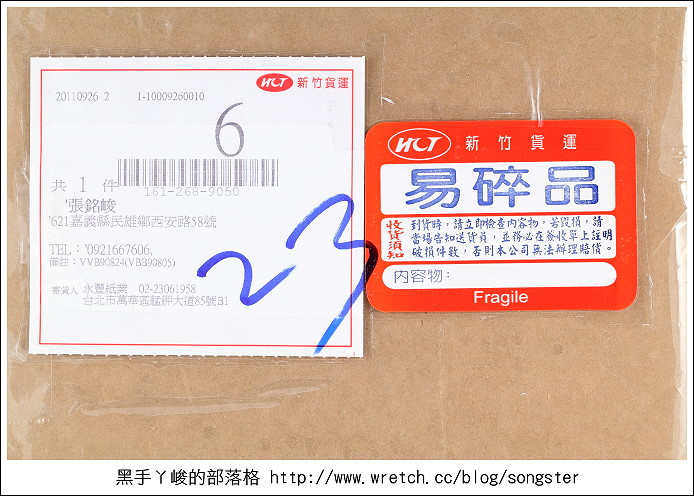 HCT 新竹貨運
20110926 2 1-10009260010
6
共 1 件
161-268-9050
'張銘峻
'621嘉義縣民雄鄉西安路58號
TEL：'0921667606,
備註：VVB90824(VBB90805)
寄貨人 永豐紙業 02-23061958
台北市萬華區艋舺大道85號B1
23
HCT 新竹貨運
易碎品
收貨須知
到貨時，請立即檢查內容物，若毀損，請
當場告知送貨員，並務必在簽收單上註明
破損件數，否則本公司無法辦理賠償。
內容物：
Fragile
黑手丫峻的部落格 http://www.wretch.cc/blog/songster